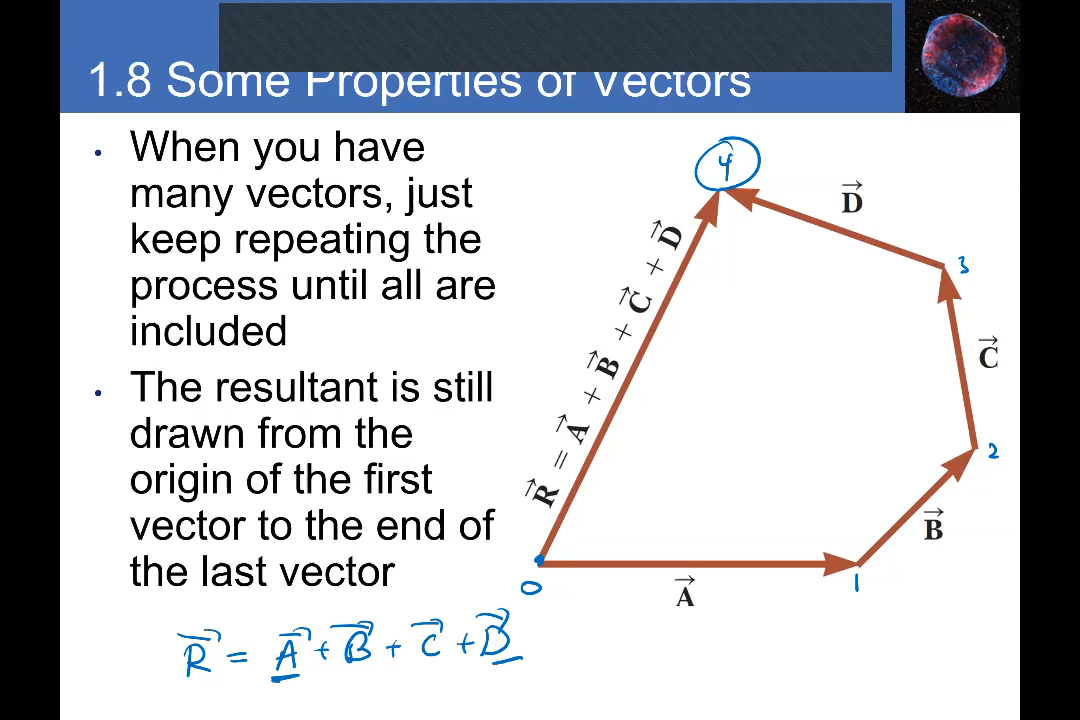 1.8 Some Properties of Vectors
• When you have
many vectors, just
keep repeating the
process until all are
included
• The resultant is still
drawn from the
origin of the first
vector to the end of
the last vector
R⃗ = A⃗ + B⃗ + C⃗ + D⃗
4
D⃗
3
C⃗
R⃗ = A⃗ + B⃗ + C⃗ + D⃗
2
B⃗
0
A⃗
1